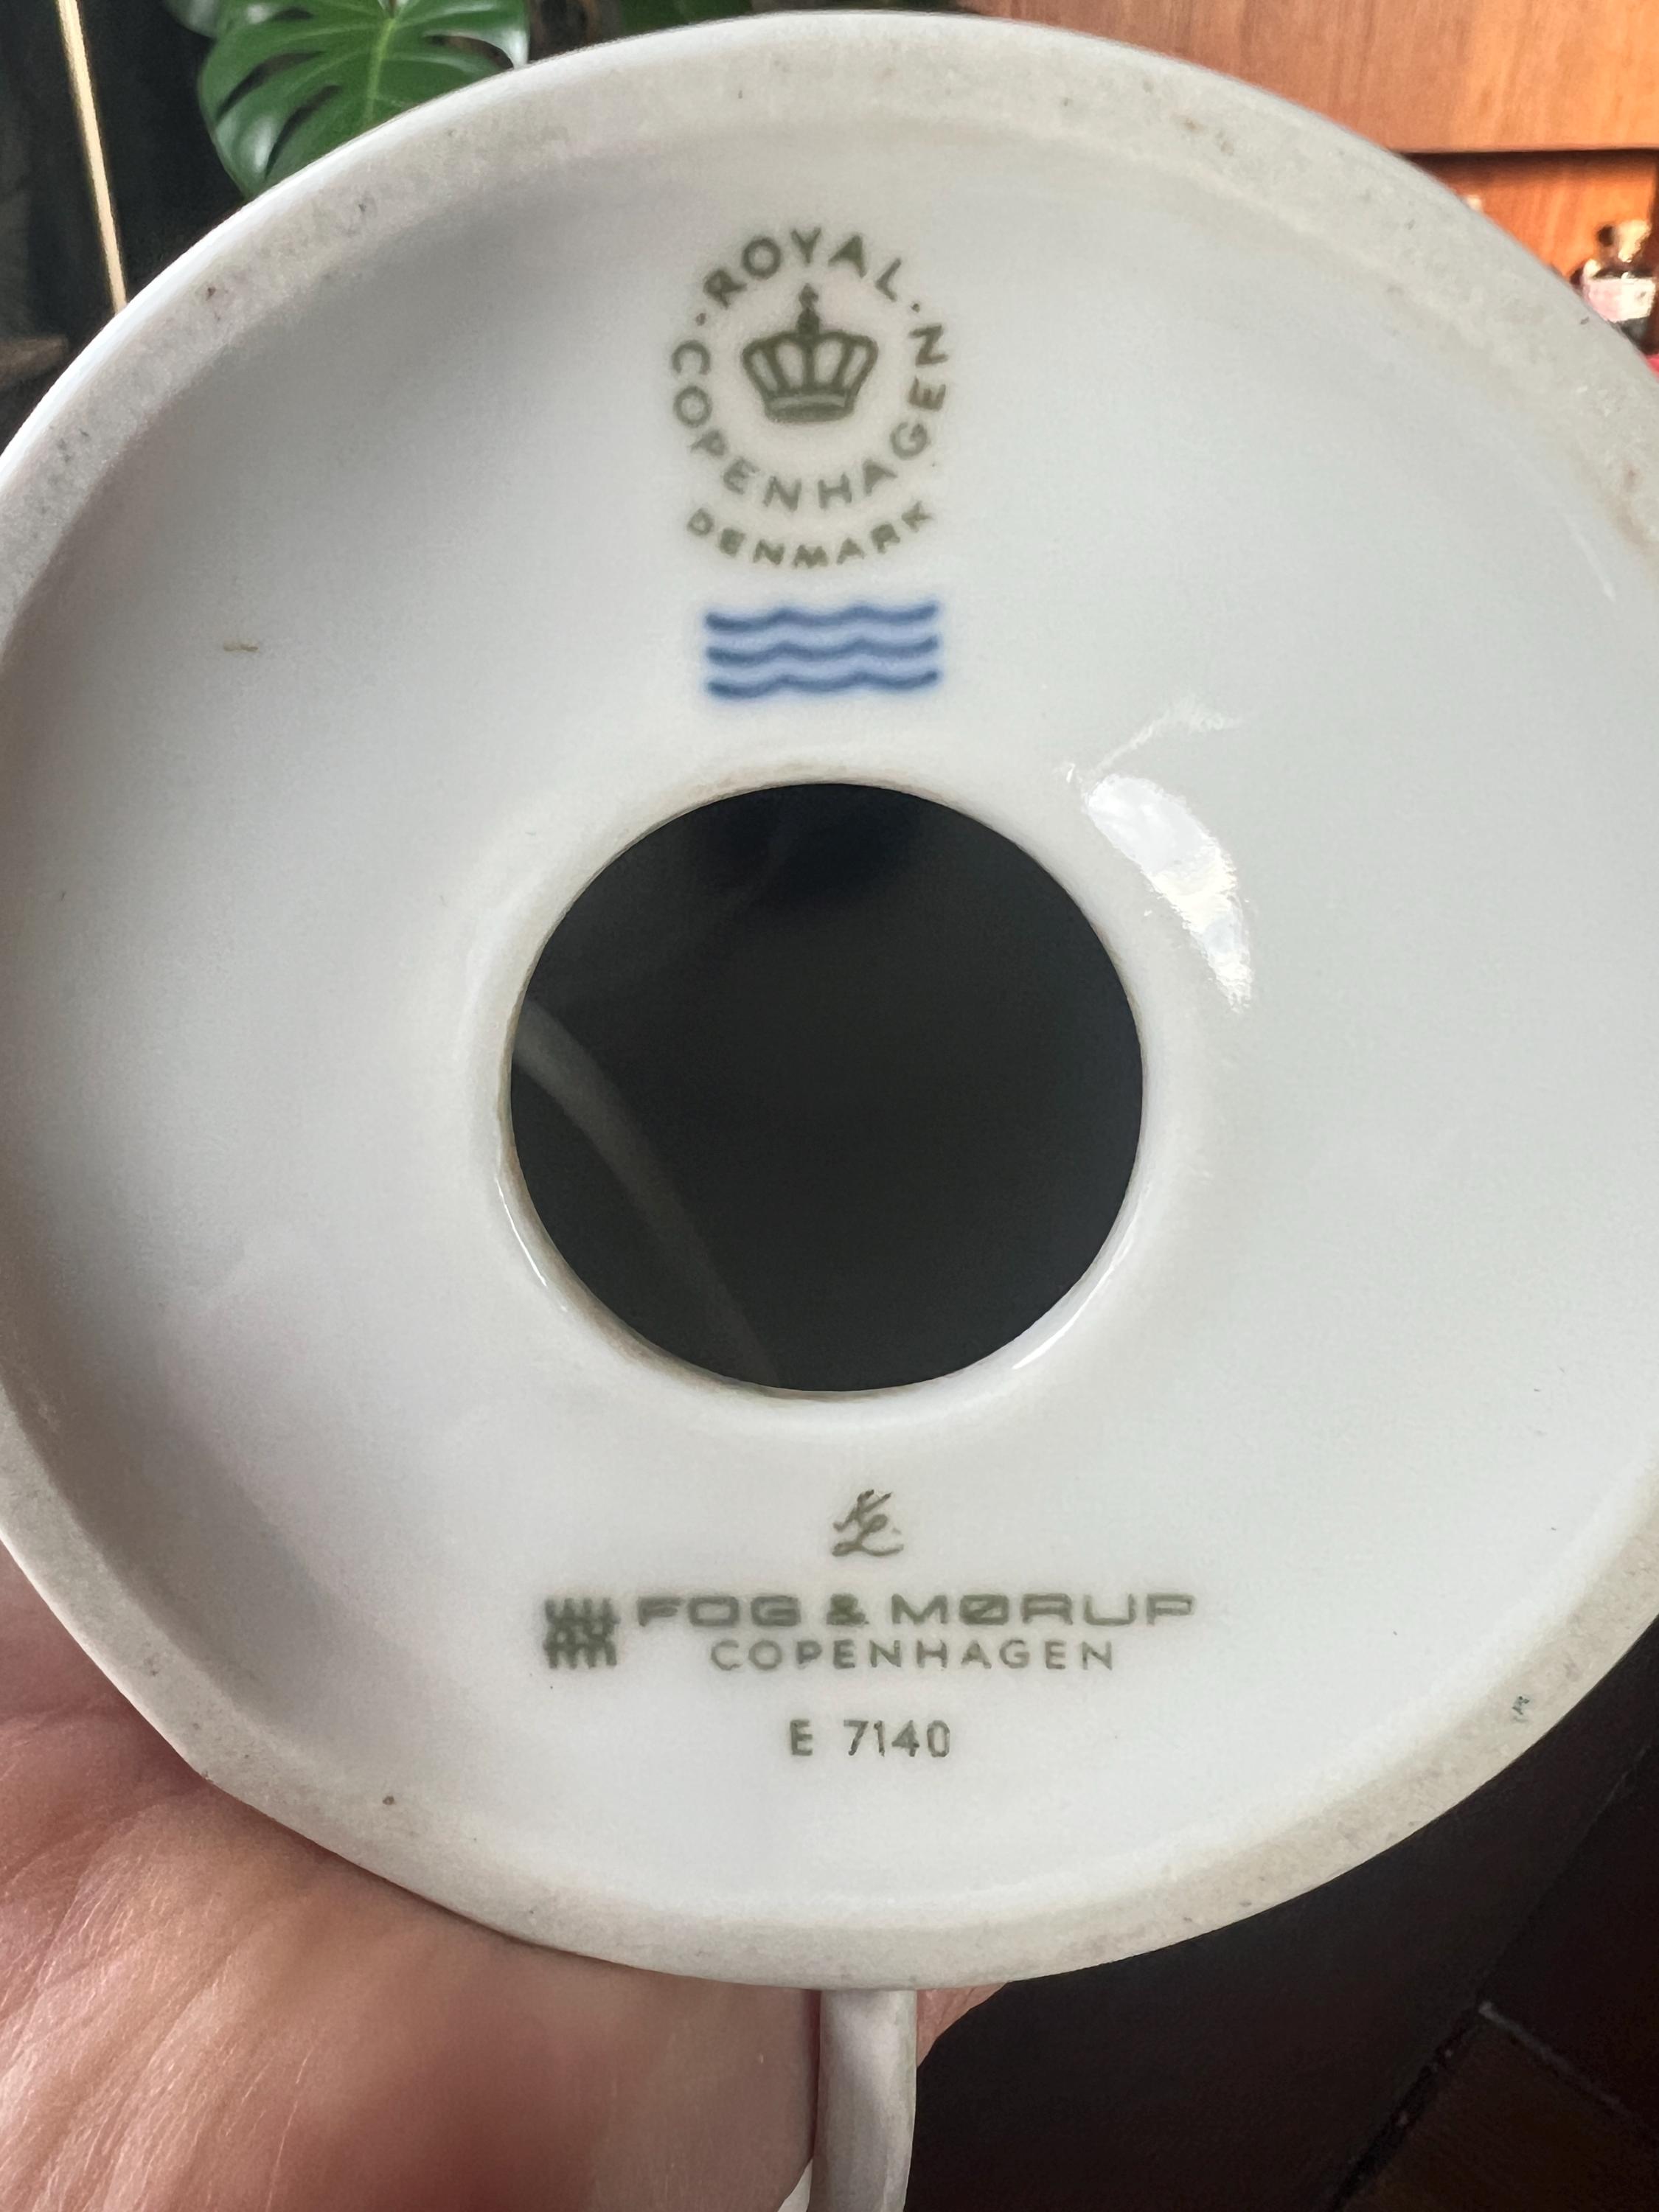 ROYAL
COPENHAGEN
DENMARK
FOG & MØRUP
COPENHAGEN
E 7140